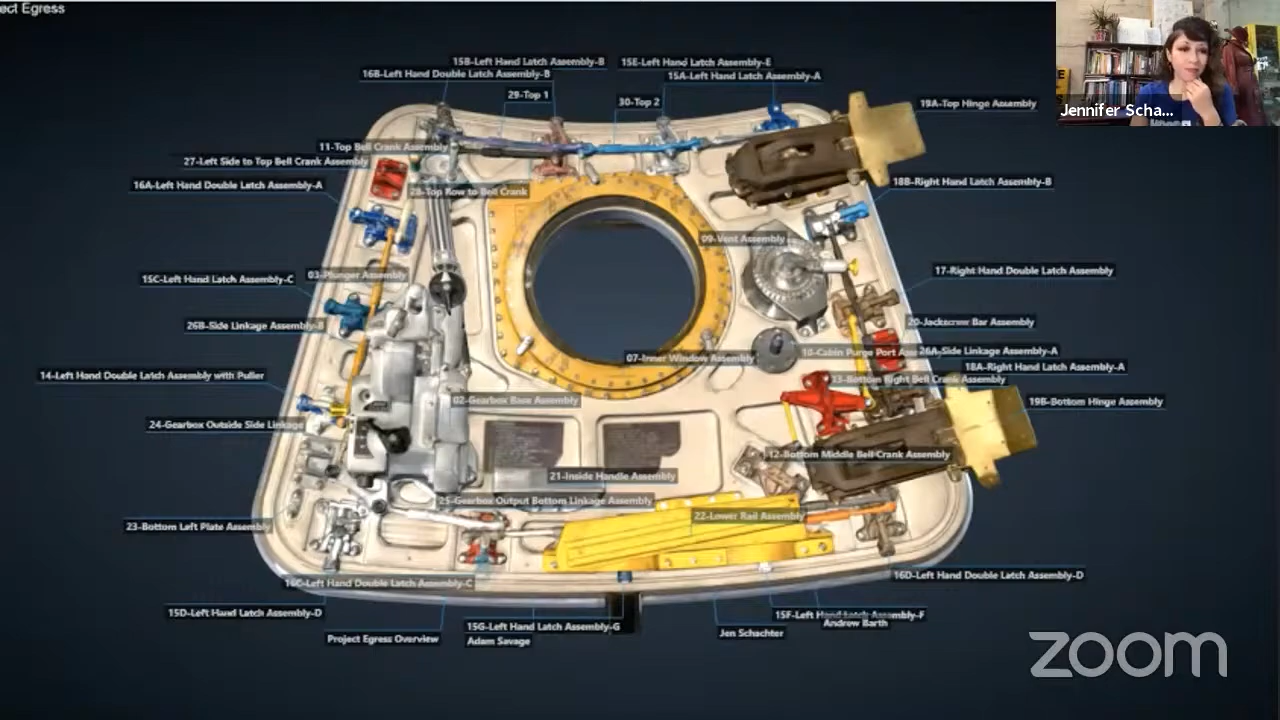 ect Egress
15B-Left Hand Latch Assembly-B
15E-Left Hand Latch Assembly-E
16B-Left Hand Double Latch Assembly-B
15A-Left Hand Latch Assembly-A
29-Top 1
30-Top 2
19A-Top Hinge Assembly
Jennifer Scha...
11-Top Bell Crank Assembly
27-Left Side to Top Bell Crank Assembly
16A-Left Hand Double Latch Assembly-A
28-Top Row to Bell Crank
18B-Right Hand Latch Assembly-B
09-Vent Assembly
15C-Left Hand Latch Assembly-C
03-Plunger Assembly
17-Right Hand Double Latch Assembly
26B-Side Linkage Assembly-B
20-Jackscrew Bar Assembly
07-Inner Window Assembly
10-Cabin Purge Port
26A-Side Linkage Assembly-A
18A-Right Hand Latch Assembly-A
14-Left Hand Double Latch Assembly with Puller
13-Bottom Right Bell Crank Assembly
02-Gearbox Base Assembly
19B-Bottom Hinge Assembly
24-Gearbox Outside Side Linkage
12-Bottom Middle Bell Crank Assembly
21-Inside Handle Assembly
25-Gearbox Output Bottom Linkage Assembly
22-Lower Rail Assembly
23-Bottom Left Plate Assembly
16C-Left Hand Double Latch Assembly-C
16D-Left Hand Double Latch Assembly-D
15D-Left Hand Latch Assembly-D
15G-Left Hand Latch Assembly-G
15F-Left Hand Latch Assembly-F
Andrew Barth
Project Egress Overview
Adam Savage
Jen Schachter
zoom